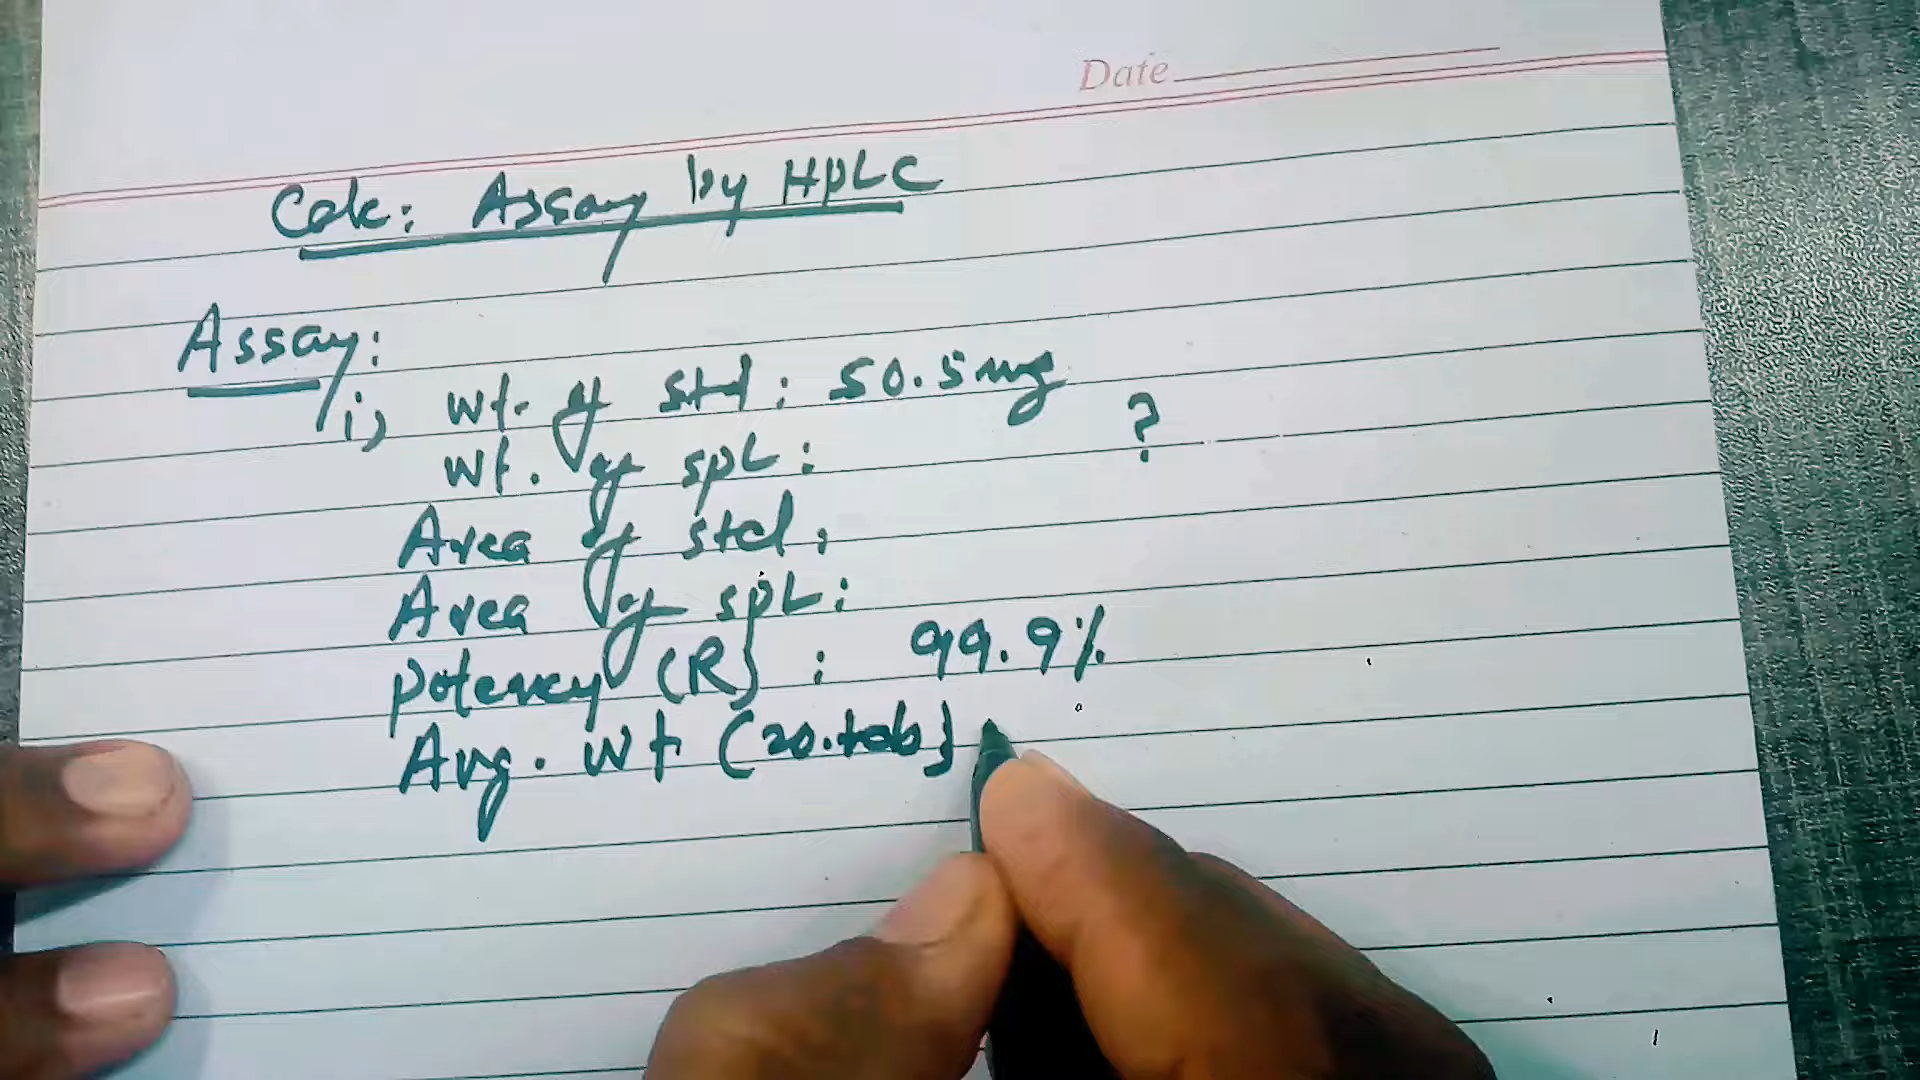 Date
Calc: Assay by HPLC
Assay:
i, wt. of std: 50.5mg
?
wt. of spL:
Area of std:
Area of spL:
potency (R) : 99.9%
Avg. wt (20.tab)